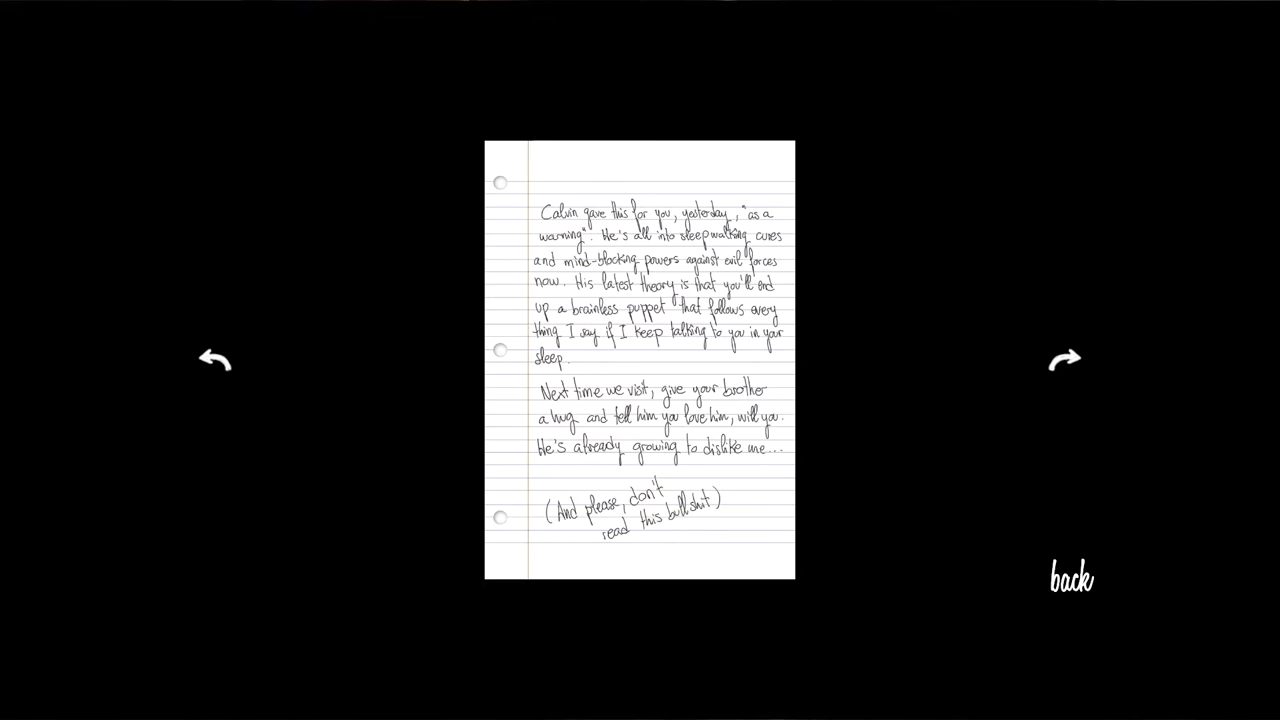 Calvin gave this for you, yesterday, "as a
warning". He's all into sleepwalking cures
and mind-blocking powers against evil forces
now. His latest theory is that you'll end
up a brainless puppet that follows every
thing I say if I keep talking to you in your
sleep.
Next time we visit, give your brother
a hug and tell him you love him, will you.
He's already growing to dislike me...
(And please, don't
read this bullshit)
back